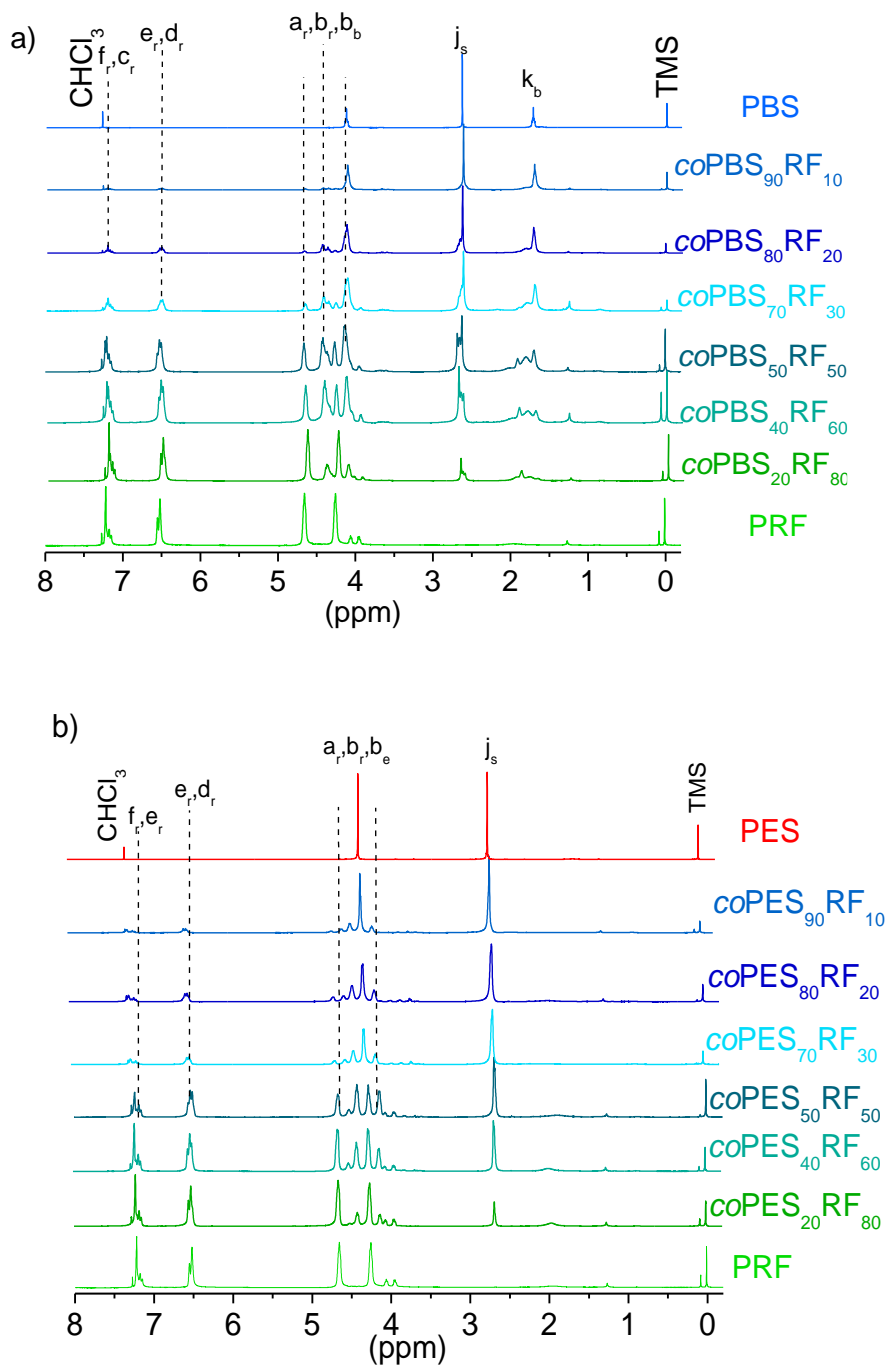 a)
CHCl₃
fᵣ,cᵣ
eᵣ,dᵣ
aᵣ,bᵣ,b_b
jₛ
k_b
TMS
PBS
coPBS₉₀RF₁₀
coPBS₈₀RF₂₀
coPBS₇₀RF₃₀
coPBS₅₀RF₅₀
coPBS₄₀RF₆₀
coPBS₂₀RF₈₀
PRF
8 7 6 5 4 3 2 1 0
(ppm)
b)
CHCl₃
fᵣ,eᵣ
eᵣ,dᵣ
aᵣ,bᵣ,bₑ
jₛ
TMS
PES
coPES₉₀RF₁₀
coPES₈₀RF₂₀
coPES₇₀RF₃₀
coPES₅₀RF₅₀
coPES₄₀RF₆₀
coPES₂₀RF₈₀
PRF
8 7 6 5 4 3 2 1 0
(ppm)